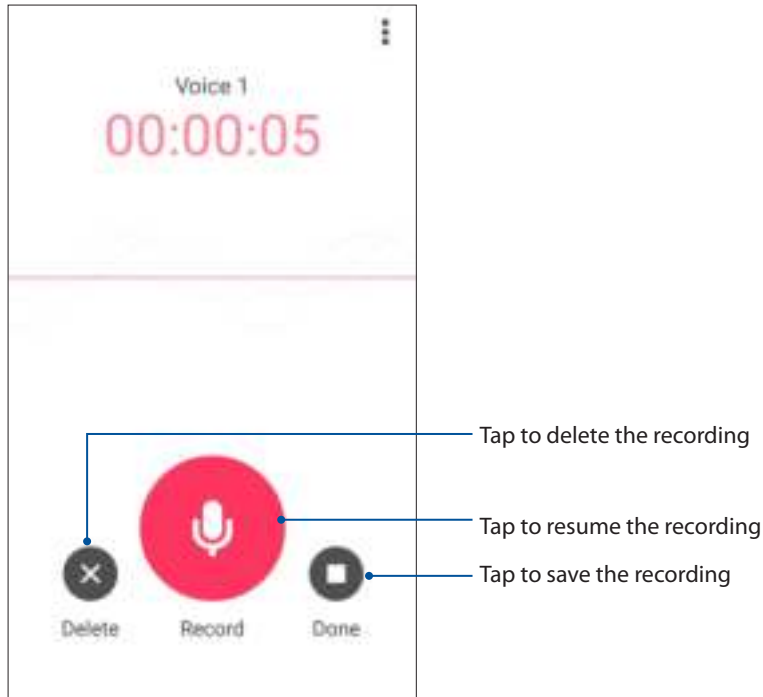 Voice 1
00:00:05
Tap to delete the recording
Tap to resume the recording
Tap to save the recording
Delete Record Done